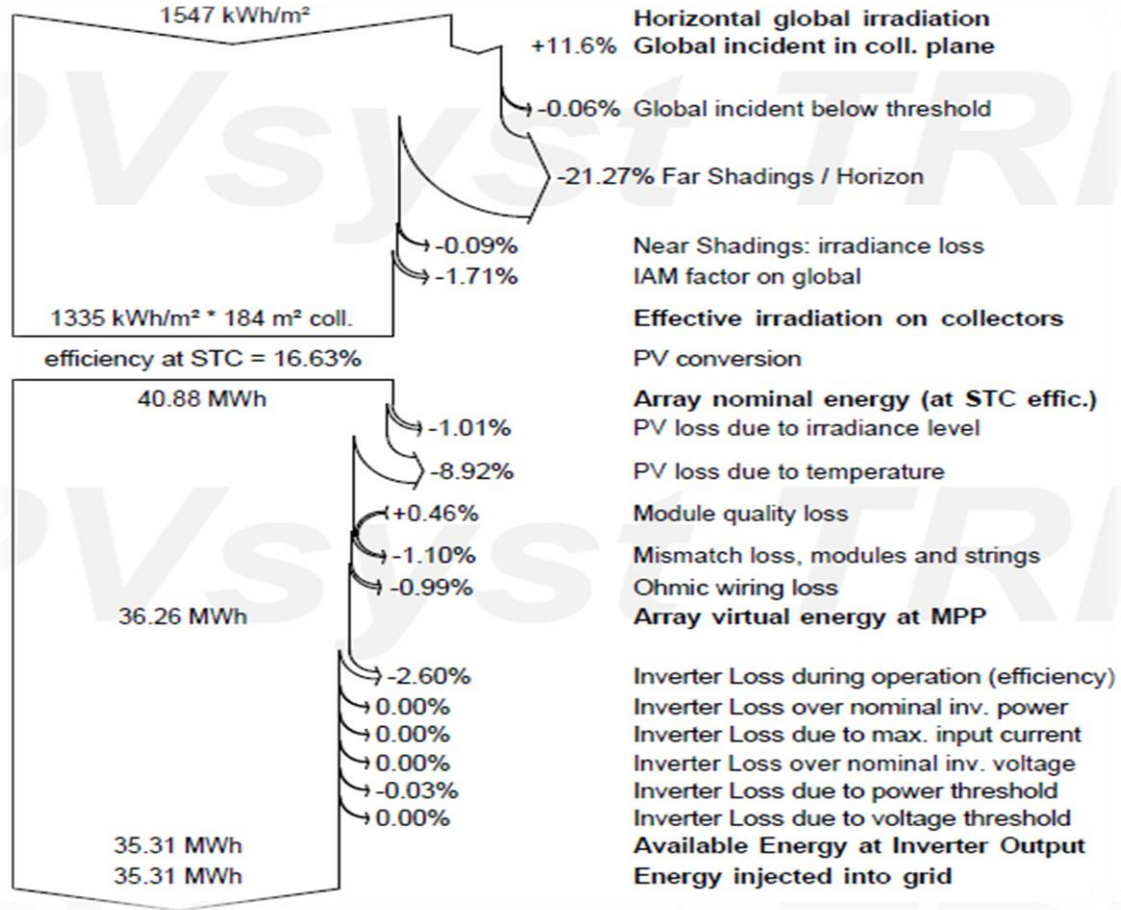 1547 kWh/m² Horizontal global irradiation
+11.6% Global incident in coll. plane
-0.06% Global incident below threshold
-21.27% Far Shadings / Horizon
-0.09% Near Shadings: irradiance loss
-1.71% IAM factor on global
1335 kWh/m² * 184 m² coll. Effective irradiation on collectors
efficiency at STC = 16.63% PV conversion
40.88 MWh Array nominal energy (at STC effic.)
-1.01% PV loss due to irradiance level
-8.92% PV loss due to temperature
+0.46% Module quality loss
-1.10% Mismatch loss, modules and strings
-0.99% Ohmic wiring loss
36.26 MWh Array virtual energy at MPP
-2.60% Inverter Loss during operation (efficiency)
0.00% Inverter Loss over nominal inv. power
0.00% Inverter Loss due to max. input current
0.00% Inverter Loss over nominal inv. voltage
-0.03% Inverter Loss due to power threshold
0.00% Inverter Loss due to voltage threshold
35.31 MWh Available Energy at Inverter Output
35.31 MWh Energy injected into grid
PVsyst TRI
PVsyst TRI